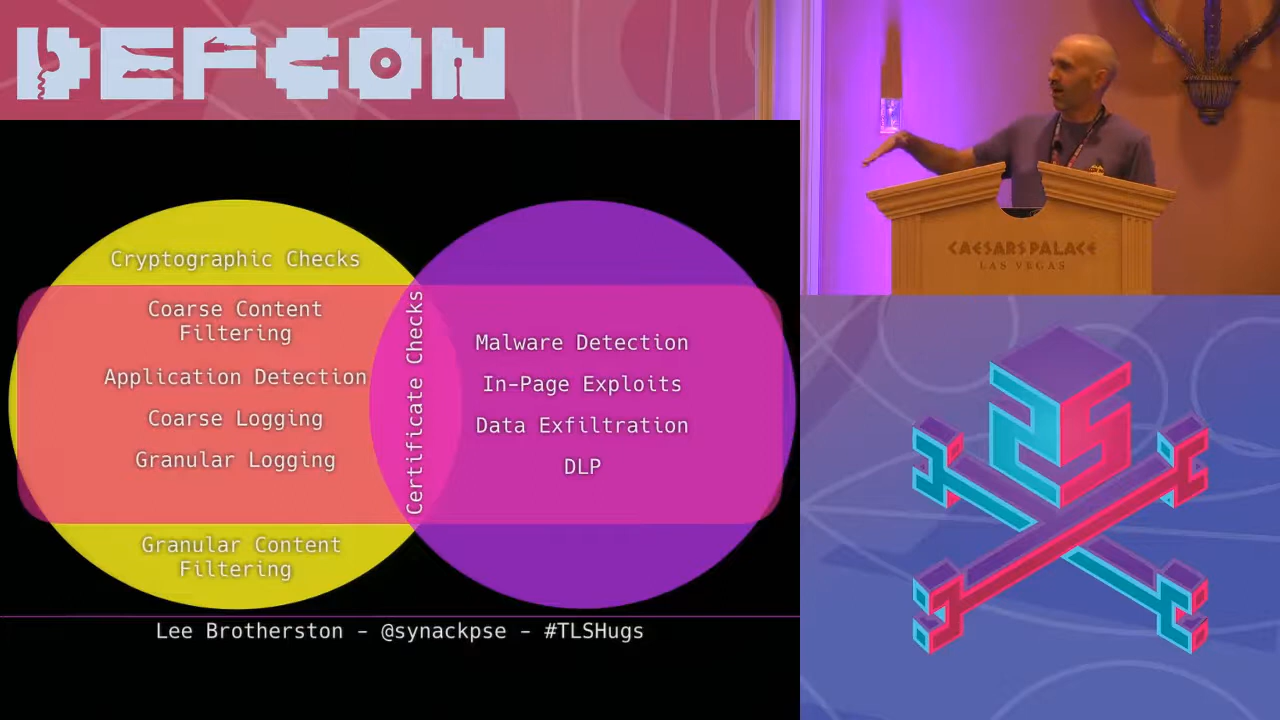 DEFCON
Cryptographic Checks
Coarse Content
Filtering
Application Detection
Coarse Logging
Granular Logging
Granular Content
Filtering
Certificate Checks
Malware Detection
In-Page Exploits
Data Exfiltration
DLP
Lee Brotherston - @synackpse - #TLSHugs
CAESARS PALACE
LAS VEGAS
25